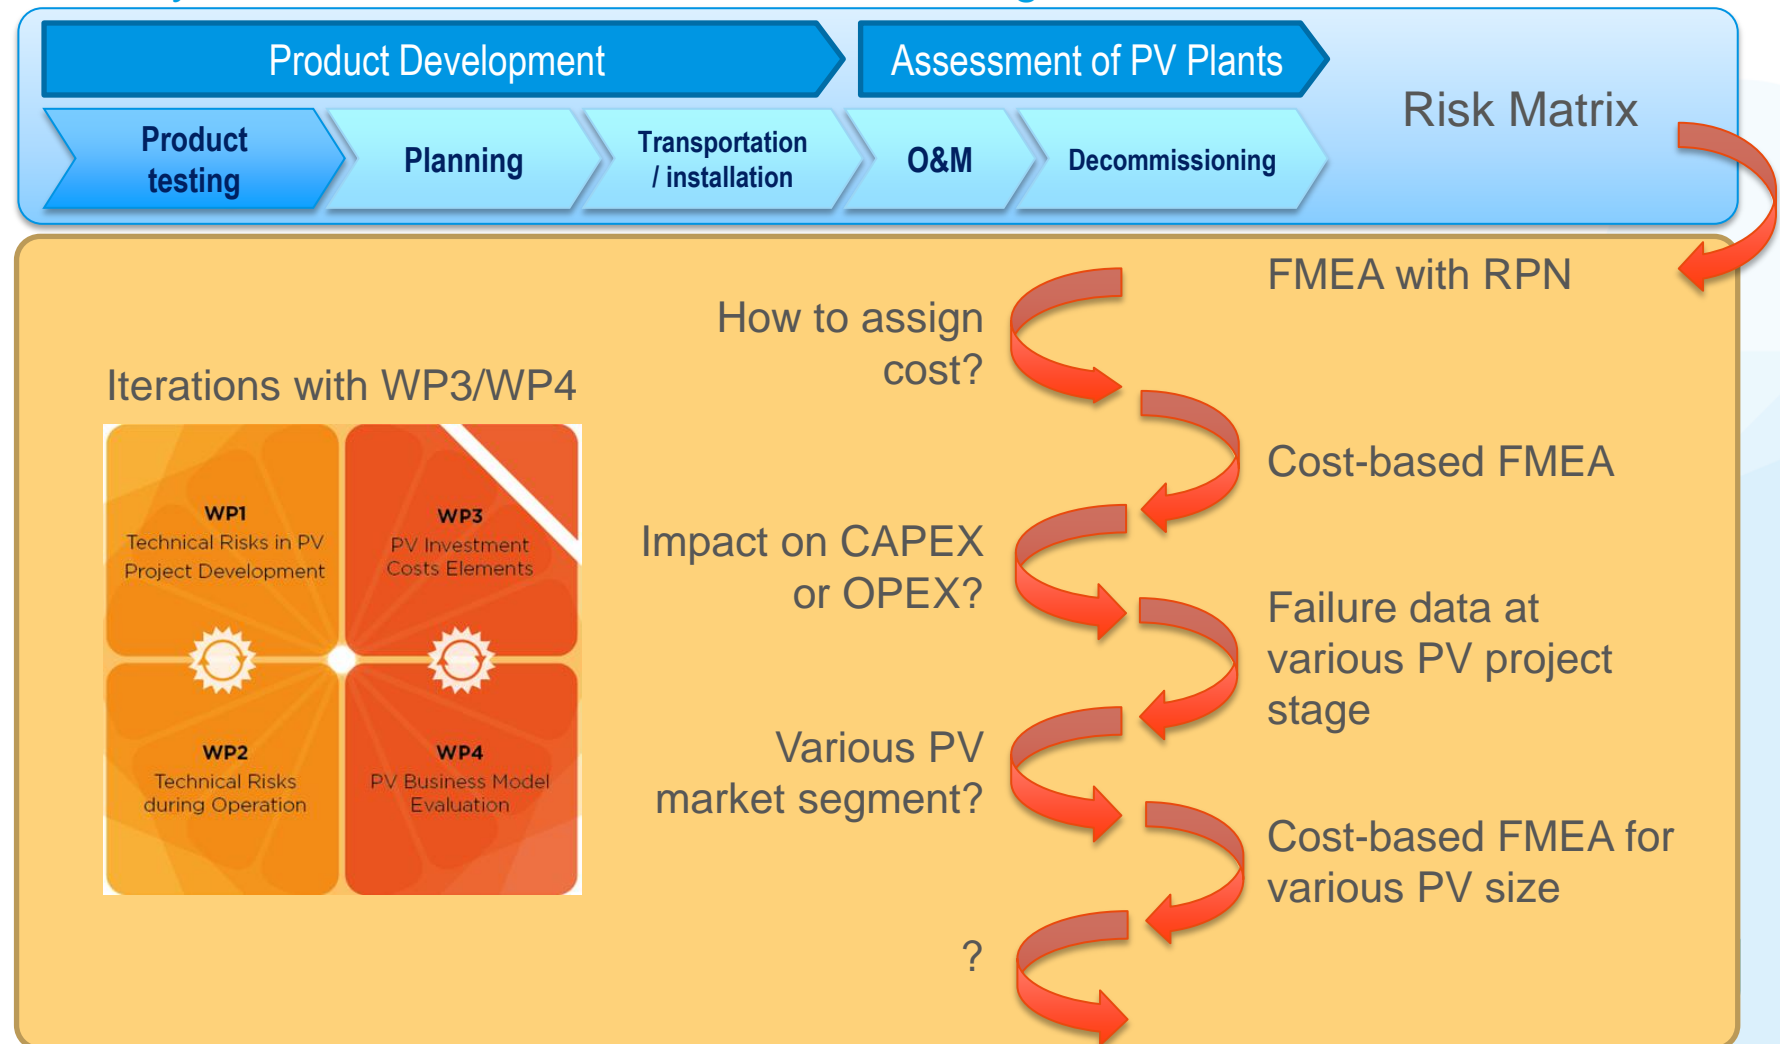 Product Development
Assessment of PV Plants
Risk Matrix
Product
testing
Planning
Transportation
/ installation
O&M
Decommissioning
FMEA with RPN
How to assign
cost?
Iterations with WP3/WP4
Cost-based FMEA
WP1
Technical Risks in PV
Project Development
WP3
PV Investment
Costs Elements
Impact on CAPEX
or OPEX?
Failure data at
various PV project
stage
WP2
Technical Risks
during Operation
WP4
PV Business Model
Evaluation
Various PV
market segment?
Cost-based FMEA for
various PV size
?